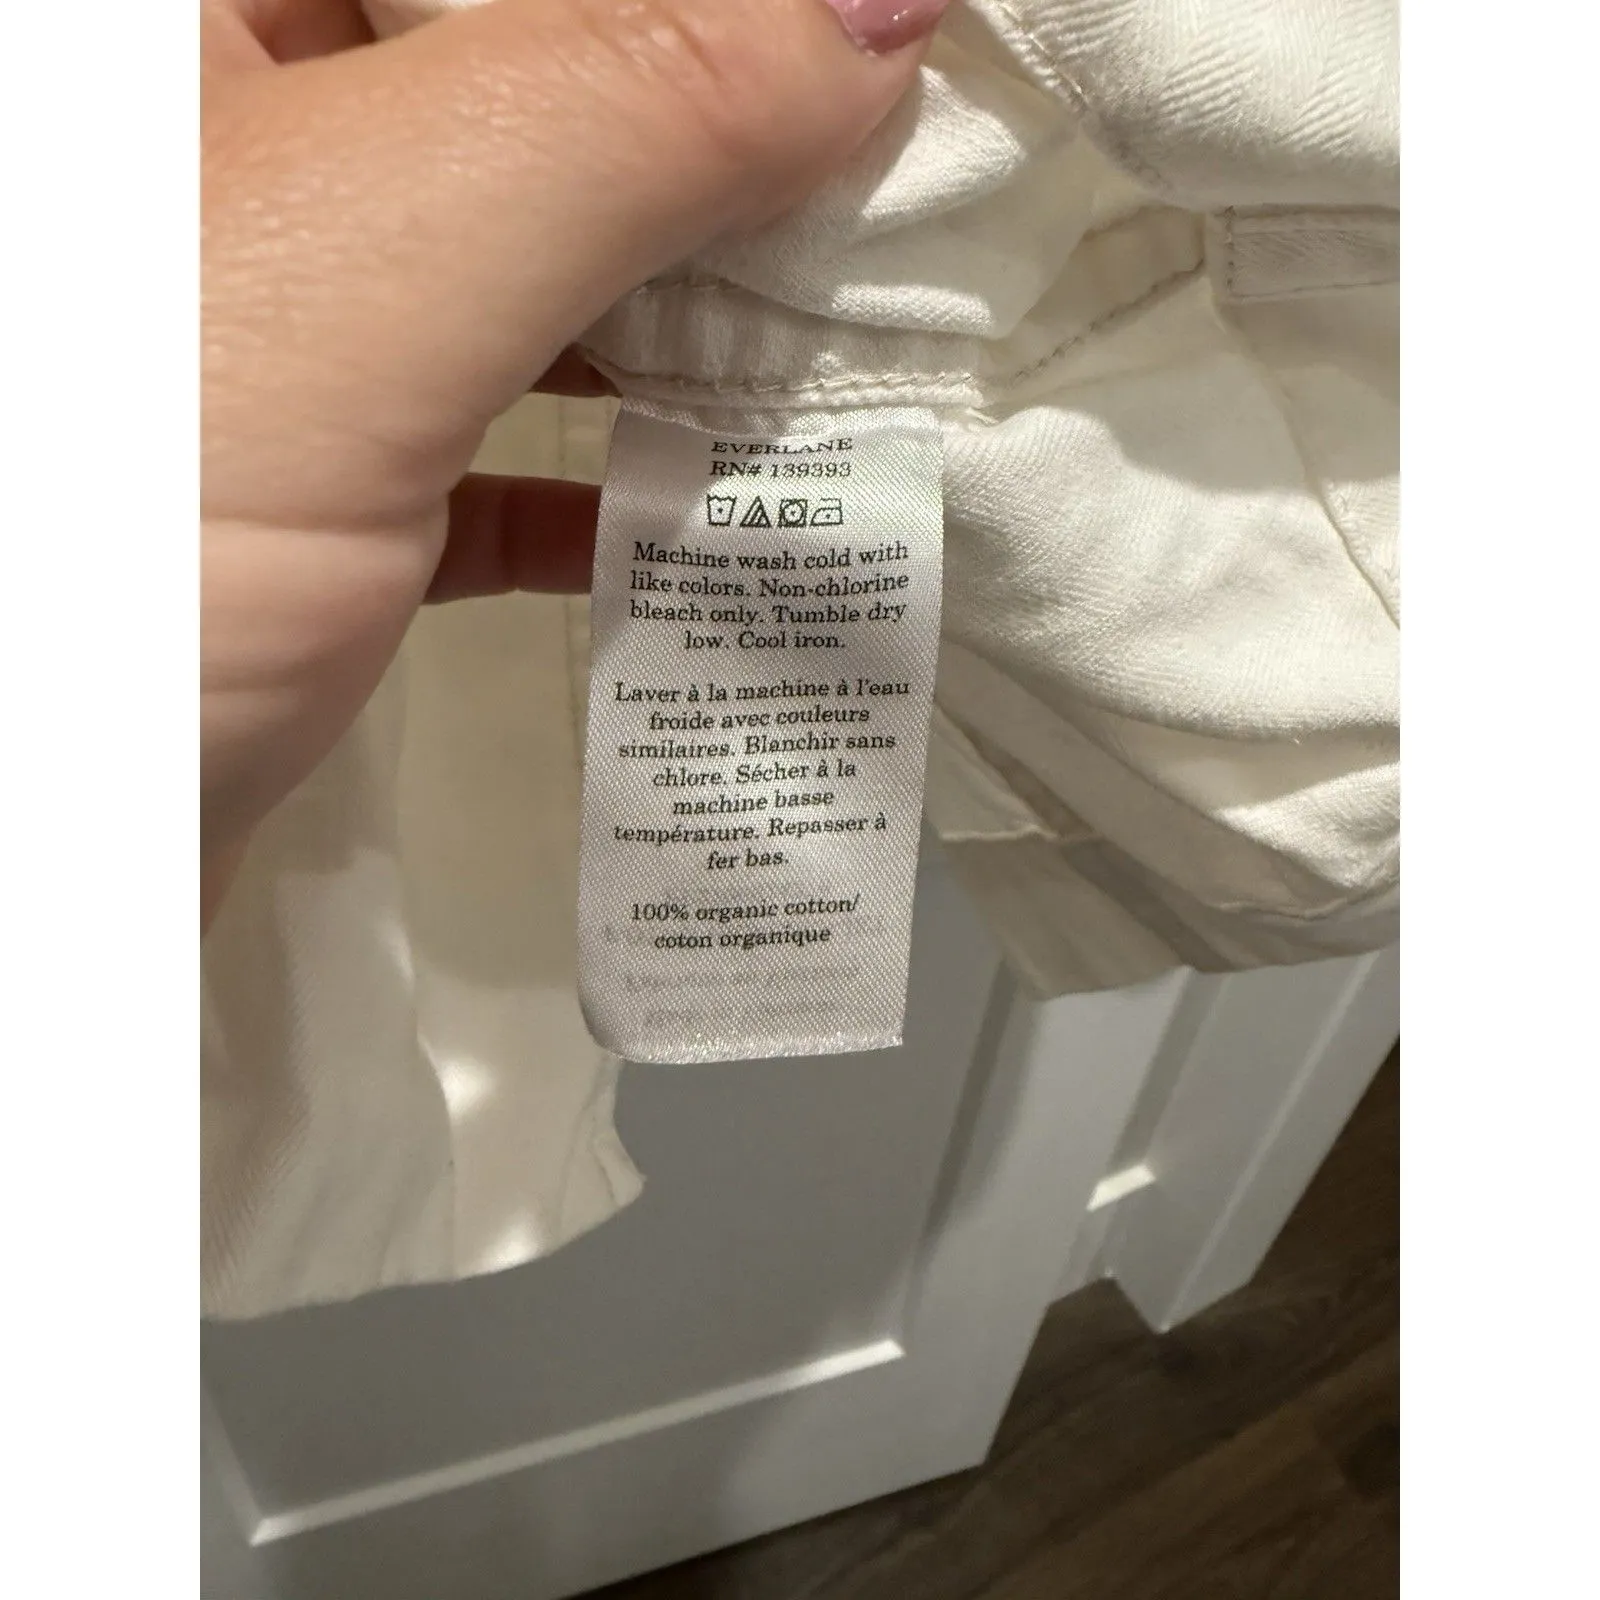 EVERLANE
RN# 139393
Machine wash cold with
like colors. Non-chlorine
bleach only. Tumble dry
low. Cool iron.
Laver à la machine à l'eau
froide avec couleurs
similaires. Blanchir sans
chlore. Sécher à la
machine basse
température. Repasser à
fer bas.
100% organic cotton/
coton organique